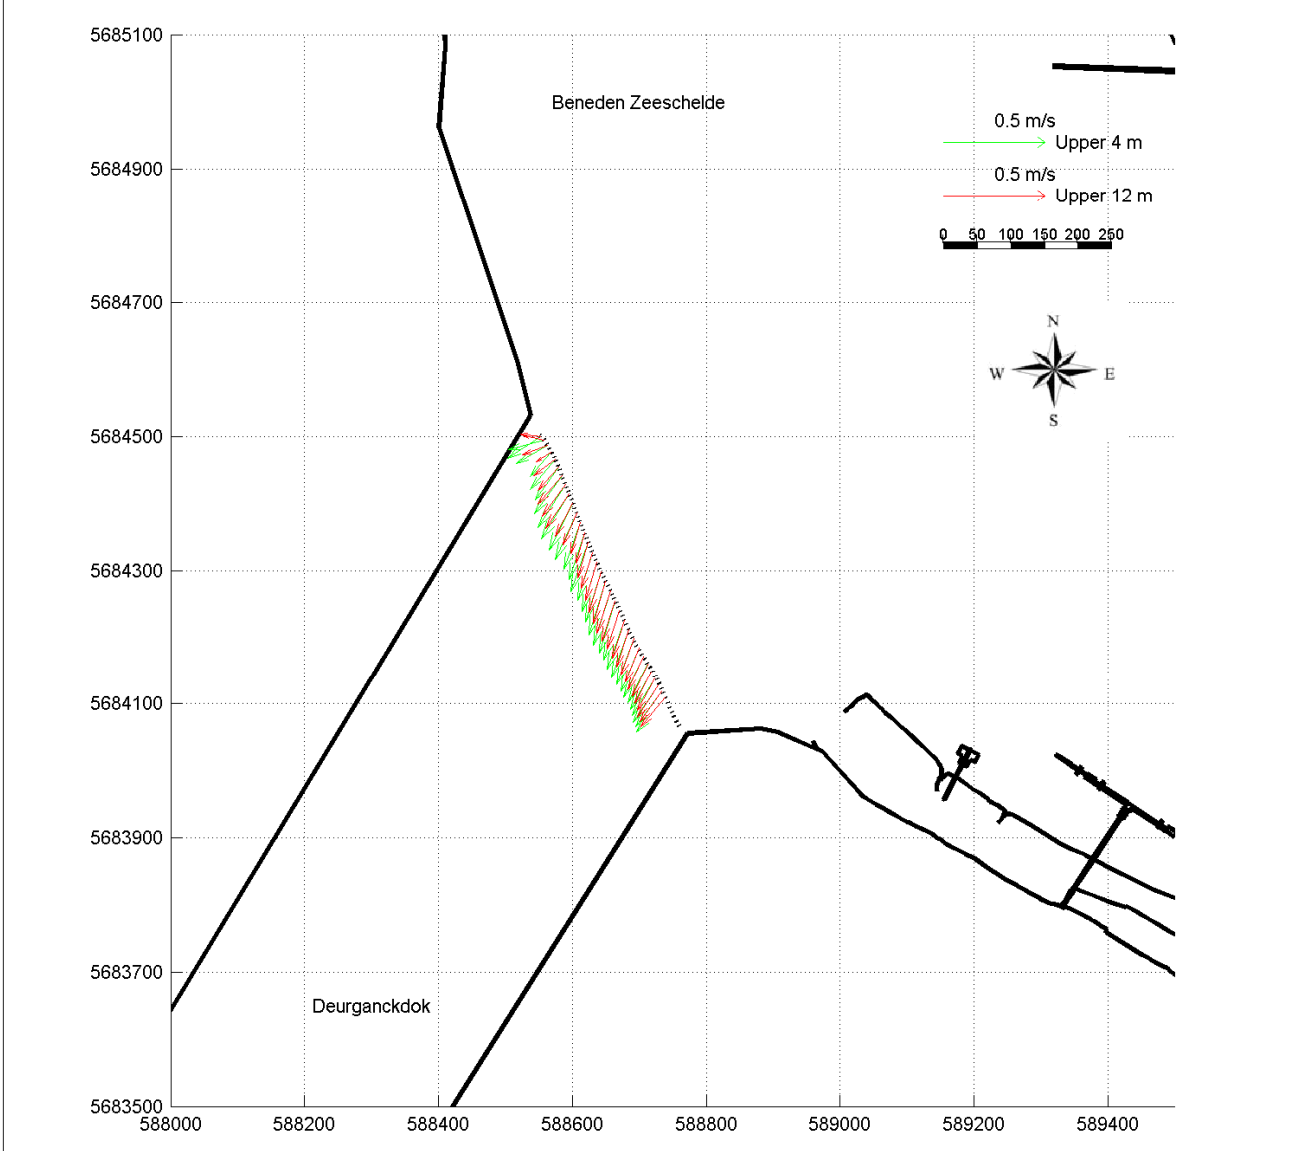 5685100
Beneden Zeeschelde
0.5 m/s
Upper 4 m
5684900
0.5 m/s
Upper 12 m
0 50 100 150 200 250
5684700
N
W E
S
5684500
5684300
5684100
5683900
5683700
Deurganckdok
5683500
588000 588200 588400 588600 588800 589000 589200 589400